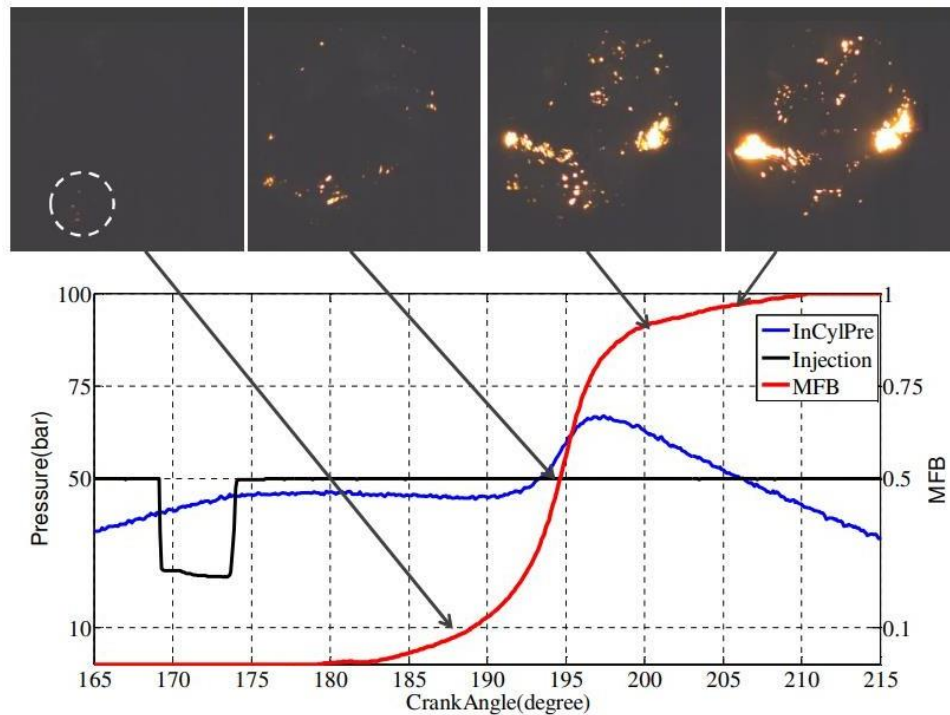 100
75
50
10
Pressure(bar)
1
0.75
0.5
0.1
MFB
InCylPre
Injection
MFB
165 170 175 180 185 190 195 200 205 210 215
CrankAngle(degree)